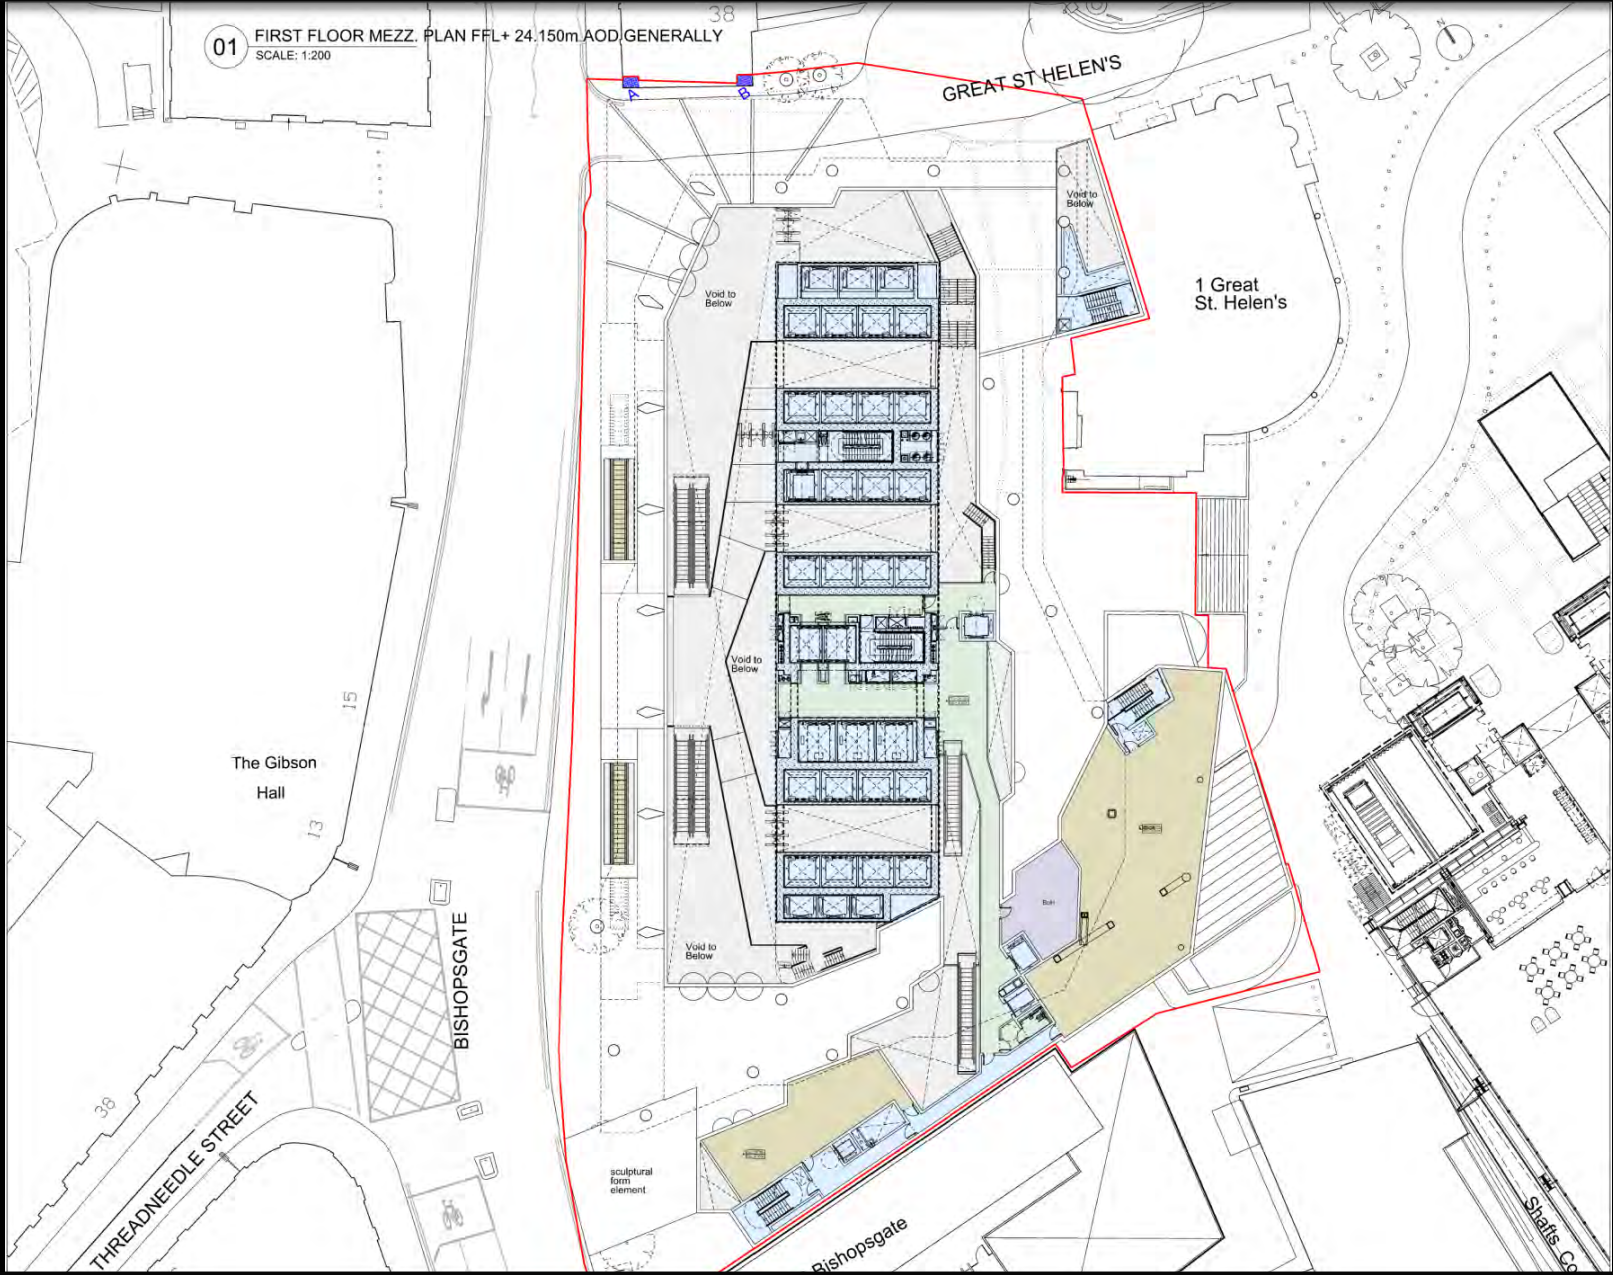 38
01
FIRST FLOOR MEZZ. PLAN FFL+ 24.150m AOD GENERALLY
SCALE: 1:200
N
A
B
GREAT ST HELEN'S
Void to
Below
1 Great
St. Helen's
Void to
Below
Void to
Below
15
The Gibson
Hall
13
Void to
Below
BISHOPSGATE
38
THREADNEEDLE STREET
sculptural
form
element
Bishopsgate
Shafts Co